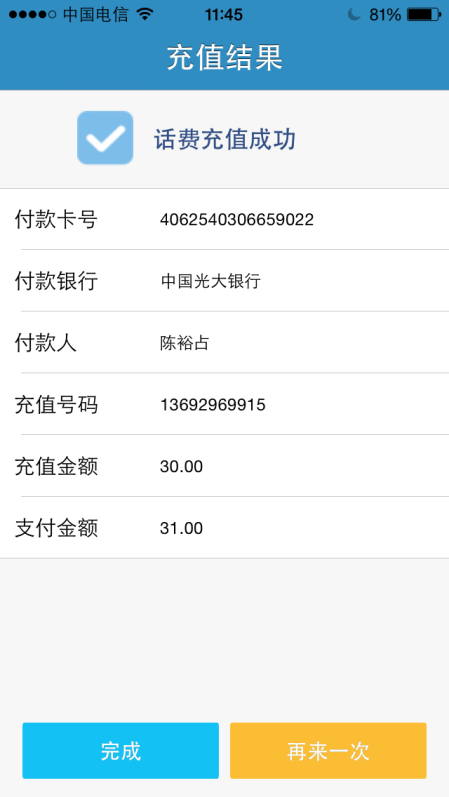 中国电信 11:45 81%
充值结果
话费充值成功
付款卡号 4062540306659022
付款银行 中国光大银行
付款人 陈裕占
充值号码 13692969915
充值金额 30.00
支付金额 31.00
完成 再来一次